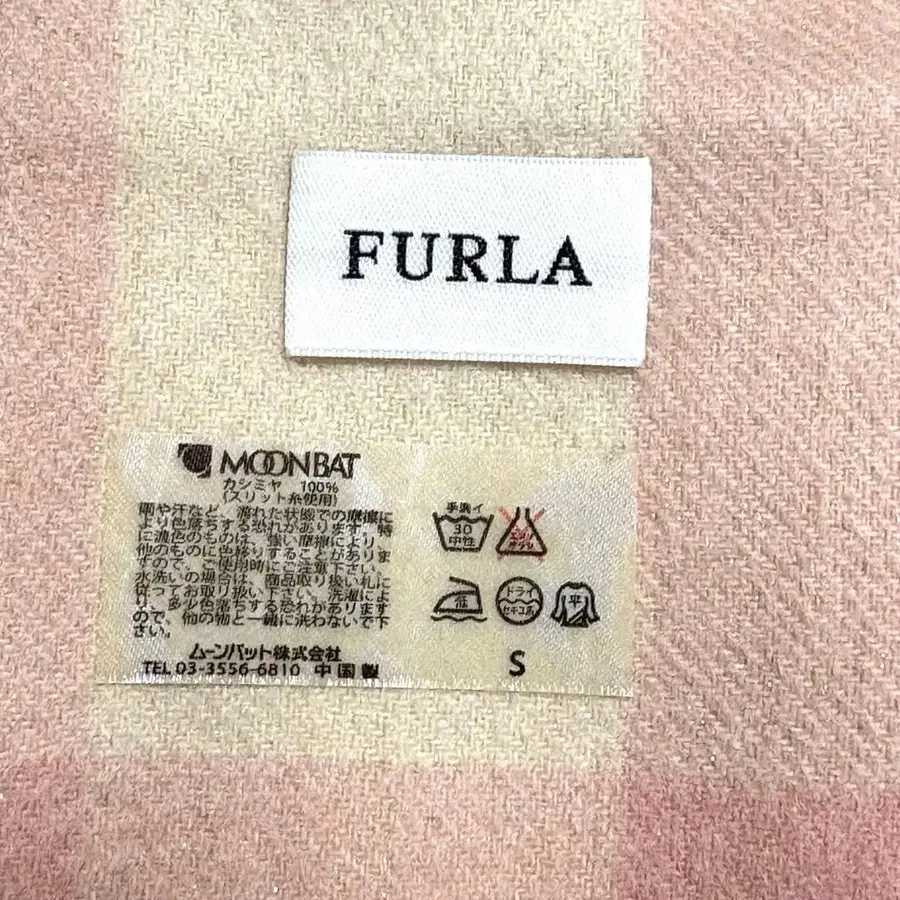 FURLA
MOONBAT
カシミヤ 100%
(スリット糸使用)
雨や汗など、濡れた状態での摩擦に
より色落ちする恐れがあります。特
に濃色のものは、強い摩擦により、
他のものに色移りすることがありま
すので、ご使用時にご注意下さい。
水洗いの場合は、商品取り扱い札に
従ってお取り扱い下さい。洗濯によ
り、多少色落ちする恐れがあります
ので、他の物と一緒に洗わないで下
さい。
ムーンバット株式会社
TEL 03-3556-6810 中国製
手洗イ
30
中性
エンソ
サラシ
低
ドライ
セキユ系
平
S